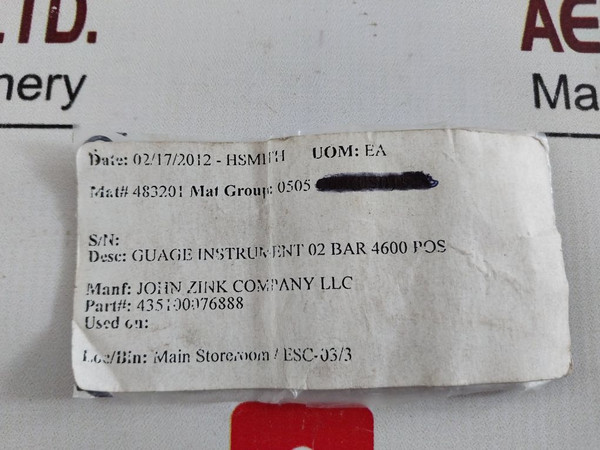 LTD.
AE
nery
Ma
Date: 02/17/2012 - HSMITH UOM: EA
Mat# 483201 Mat Group: 0505
S/N:
Desc: GUAGE INSTRUMENT 02 BAR 4600 POS
Manf: JOHN ZINK COMPANY LLC
Part#: 435100976888
Used on:
Loc/Bin: Main Storeroom / ESC-03/3